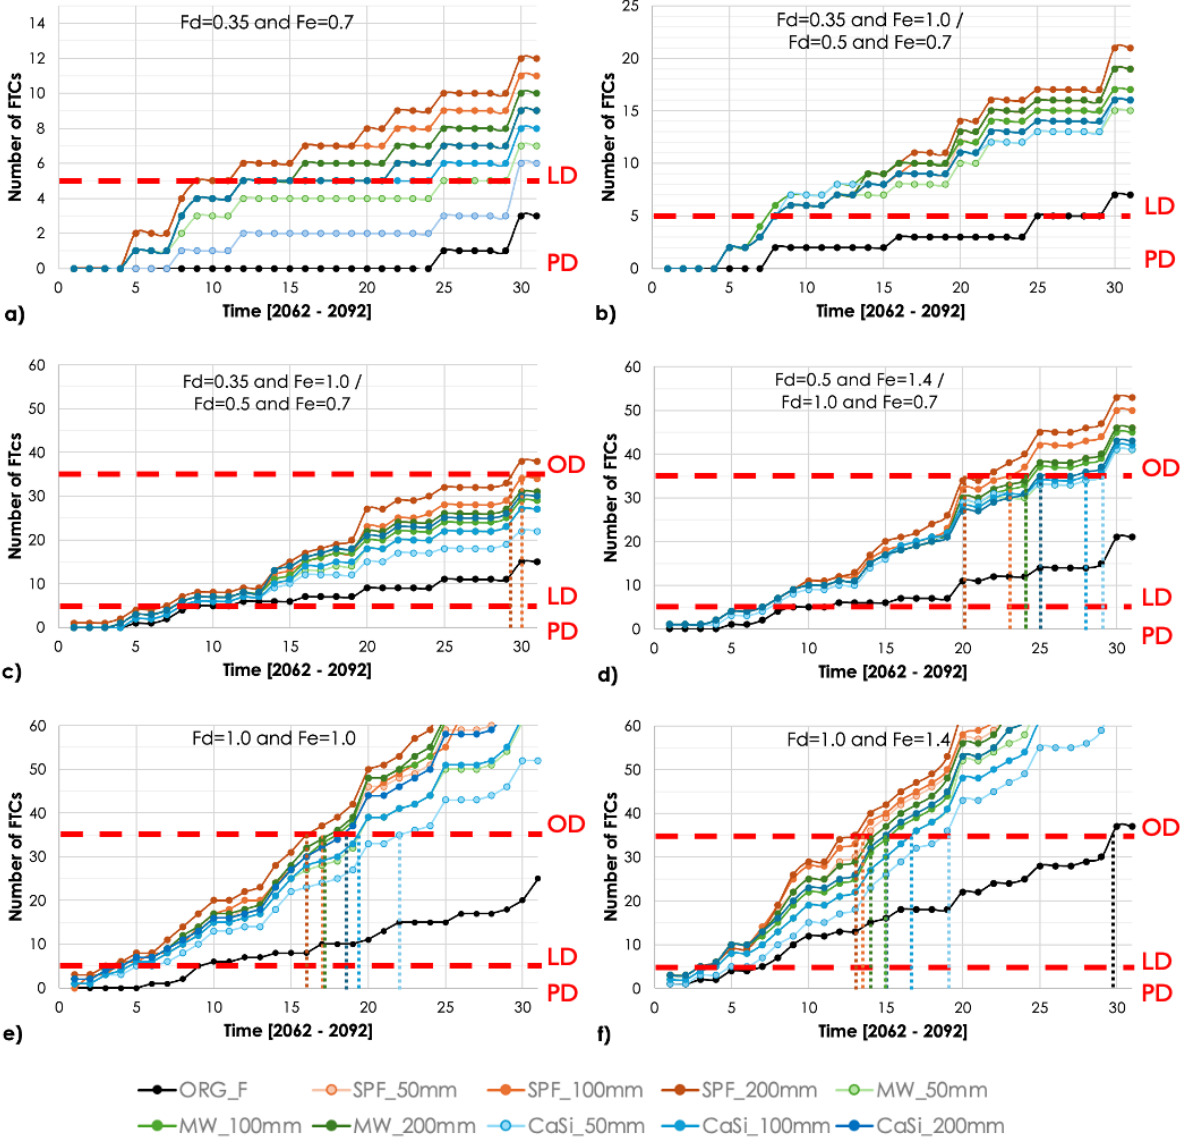 Fd=0.35 and Fe=0.7
Number of FTCs
14
12
10
8
6
4
2
0
0 5 10 15 20 25 30
Time [2062 - 2092]
LD
PD
a)
Fd=0.35 and Fe=1.0 /
Fd=0.5 and Fe=0.7
Number of FTCs
25
20
15
10
5
0
0 5 10 15 20 25 30
Time [2062 - 2092]
LD
PD
b)
Fd=0.35 and Fe=1.0 /
Fd=0.5 and Fe=0.7
Number of FTcs
60
50
40
30
20
10
0
0 5 10 15 20 25 30
Time [2062 - 2092]
OD
LD
PD
c)
Fd=0.5 and Fe=1.4 /
Fd=1.0 and Fe=0.7
Number of FTCs
60
50
40
30
20
10
0
0 5 10 15 20 25 30
Time [2062 - 2092]
OD
LD
PD
d)
Fd=1.0 and Fe=1.0
Number of FTCs
60
50
40
30
20
10
0
0 5 10 15 20 25 30
Time [2062 - 2092]
OD
LD
PD
e)
Fd=1.0 and Fe=1.4
Number of FTCs
60
50
40
30
20
10
0
0 5 10 15 20 25 30
Time [2062 - 2092]
OD
LD
PD
f)
ORG_F SPF_50mm SPF_100mm SPF_200mm MW_50mm
MW_100mm MW_200mm CaSi_50mm CaSi_100mm CaSi_200mm